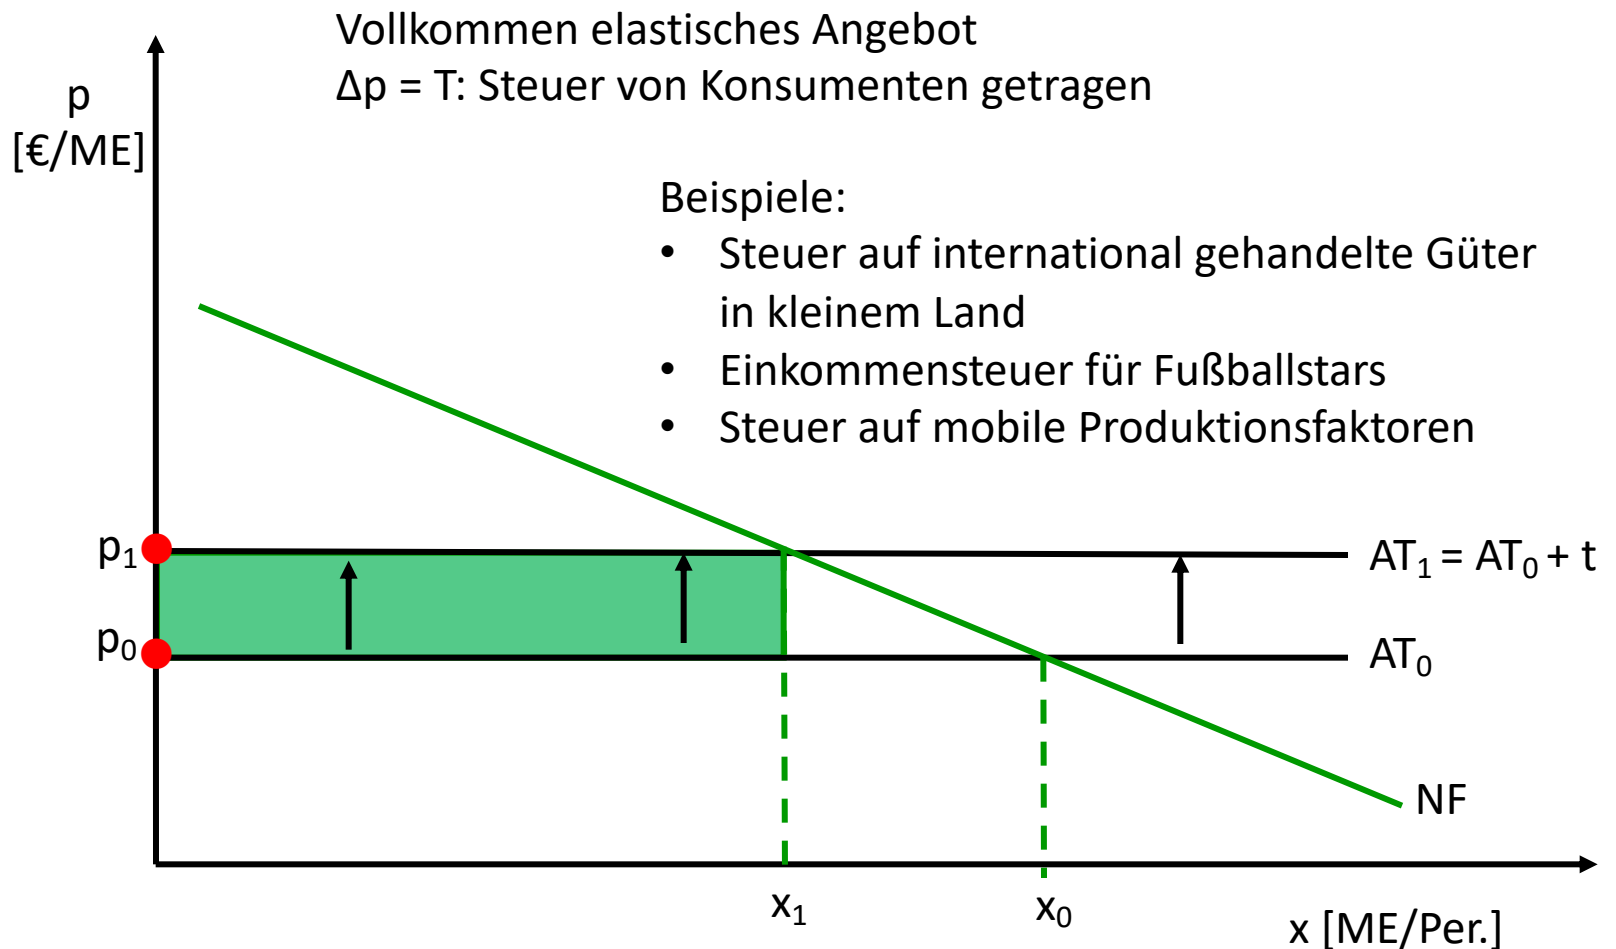 Vollkommen elastisches Angebot
Δp = T: Steuer von Konsumenten getragen
p
[€/ME]
Beispiele:
• Steuer auf international gehandelte Güter
in kleinem Land
• Einkommensteuer für Fußballstars
• Steuer auf mobile Produktionsfaktoren
p₁
AT₁ = AT₀ + t
p₀
AT₀
NF
x₁
x₀
x [ME/Per.]